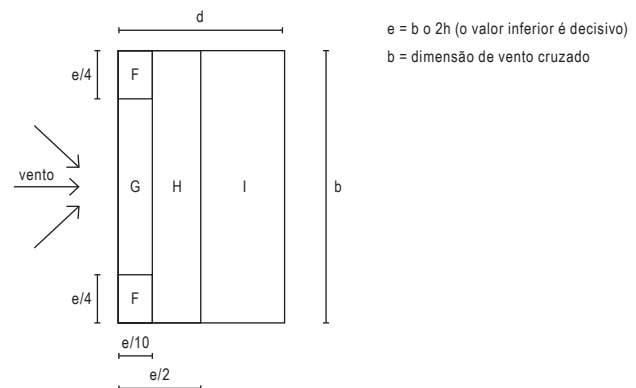 d
e = b o 2h (o valor inferior é decisivo)
b = dimensão de vento cruzado
e/4
F
vento
G
H
I
b
e/4
F
e/10
e/2